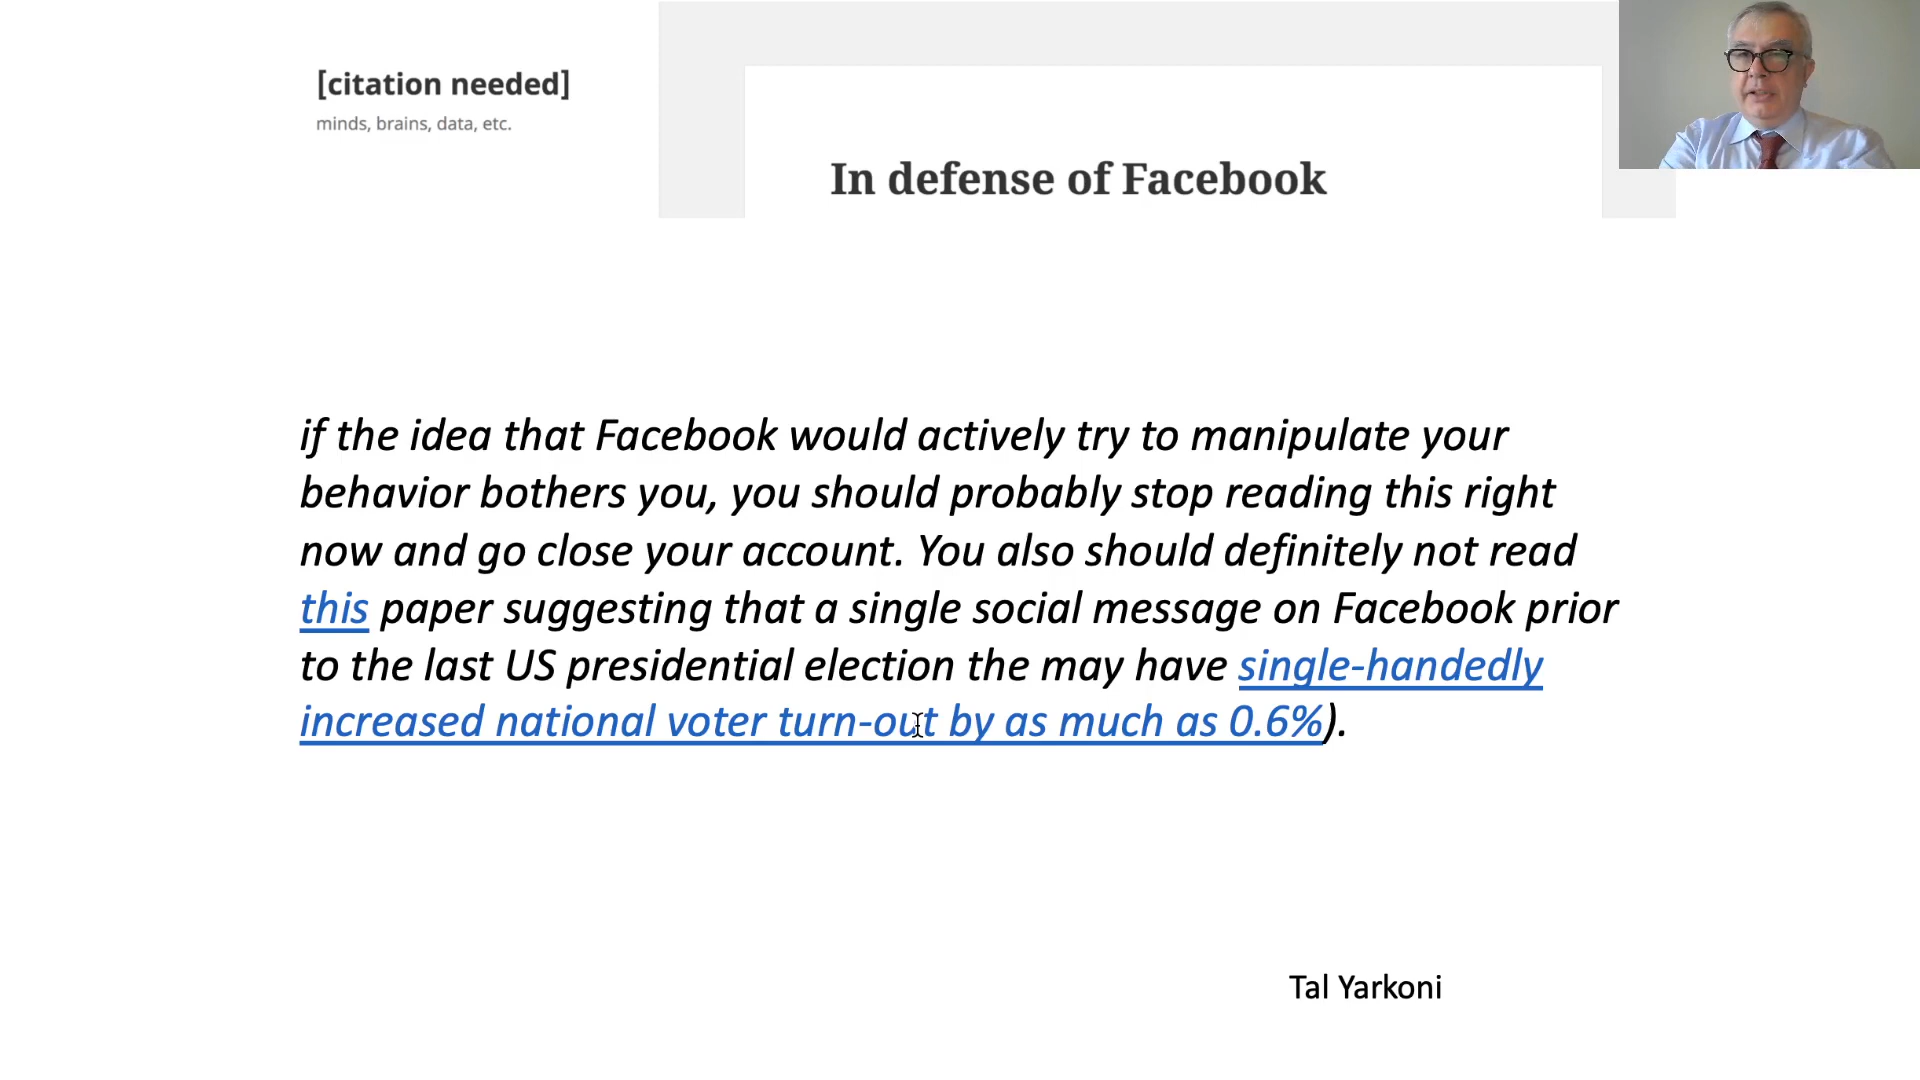 [citation needed]
minds, brains, data, etc.
In defense of Facebook
if the idea that Facebook would actively try to manipulate your
behavior bothers you, you should probably stop reading this right
now and go close your account. You also should definitely not read
this paper suggesting that a single social message on Facebook prior
to the last US presidential election the may have single-handedly
increased national voter turn-out by as much as 0.6%).
Tal Yarkoni